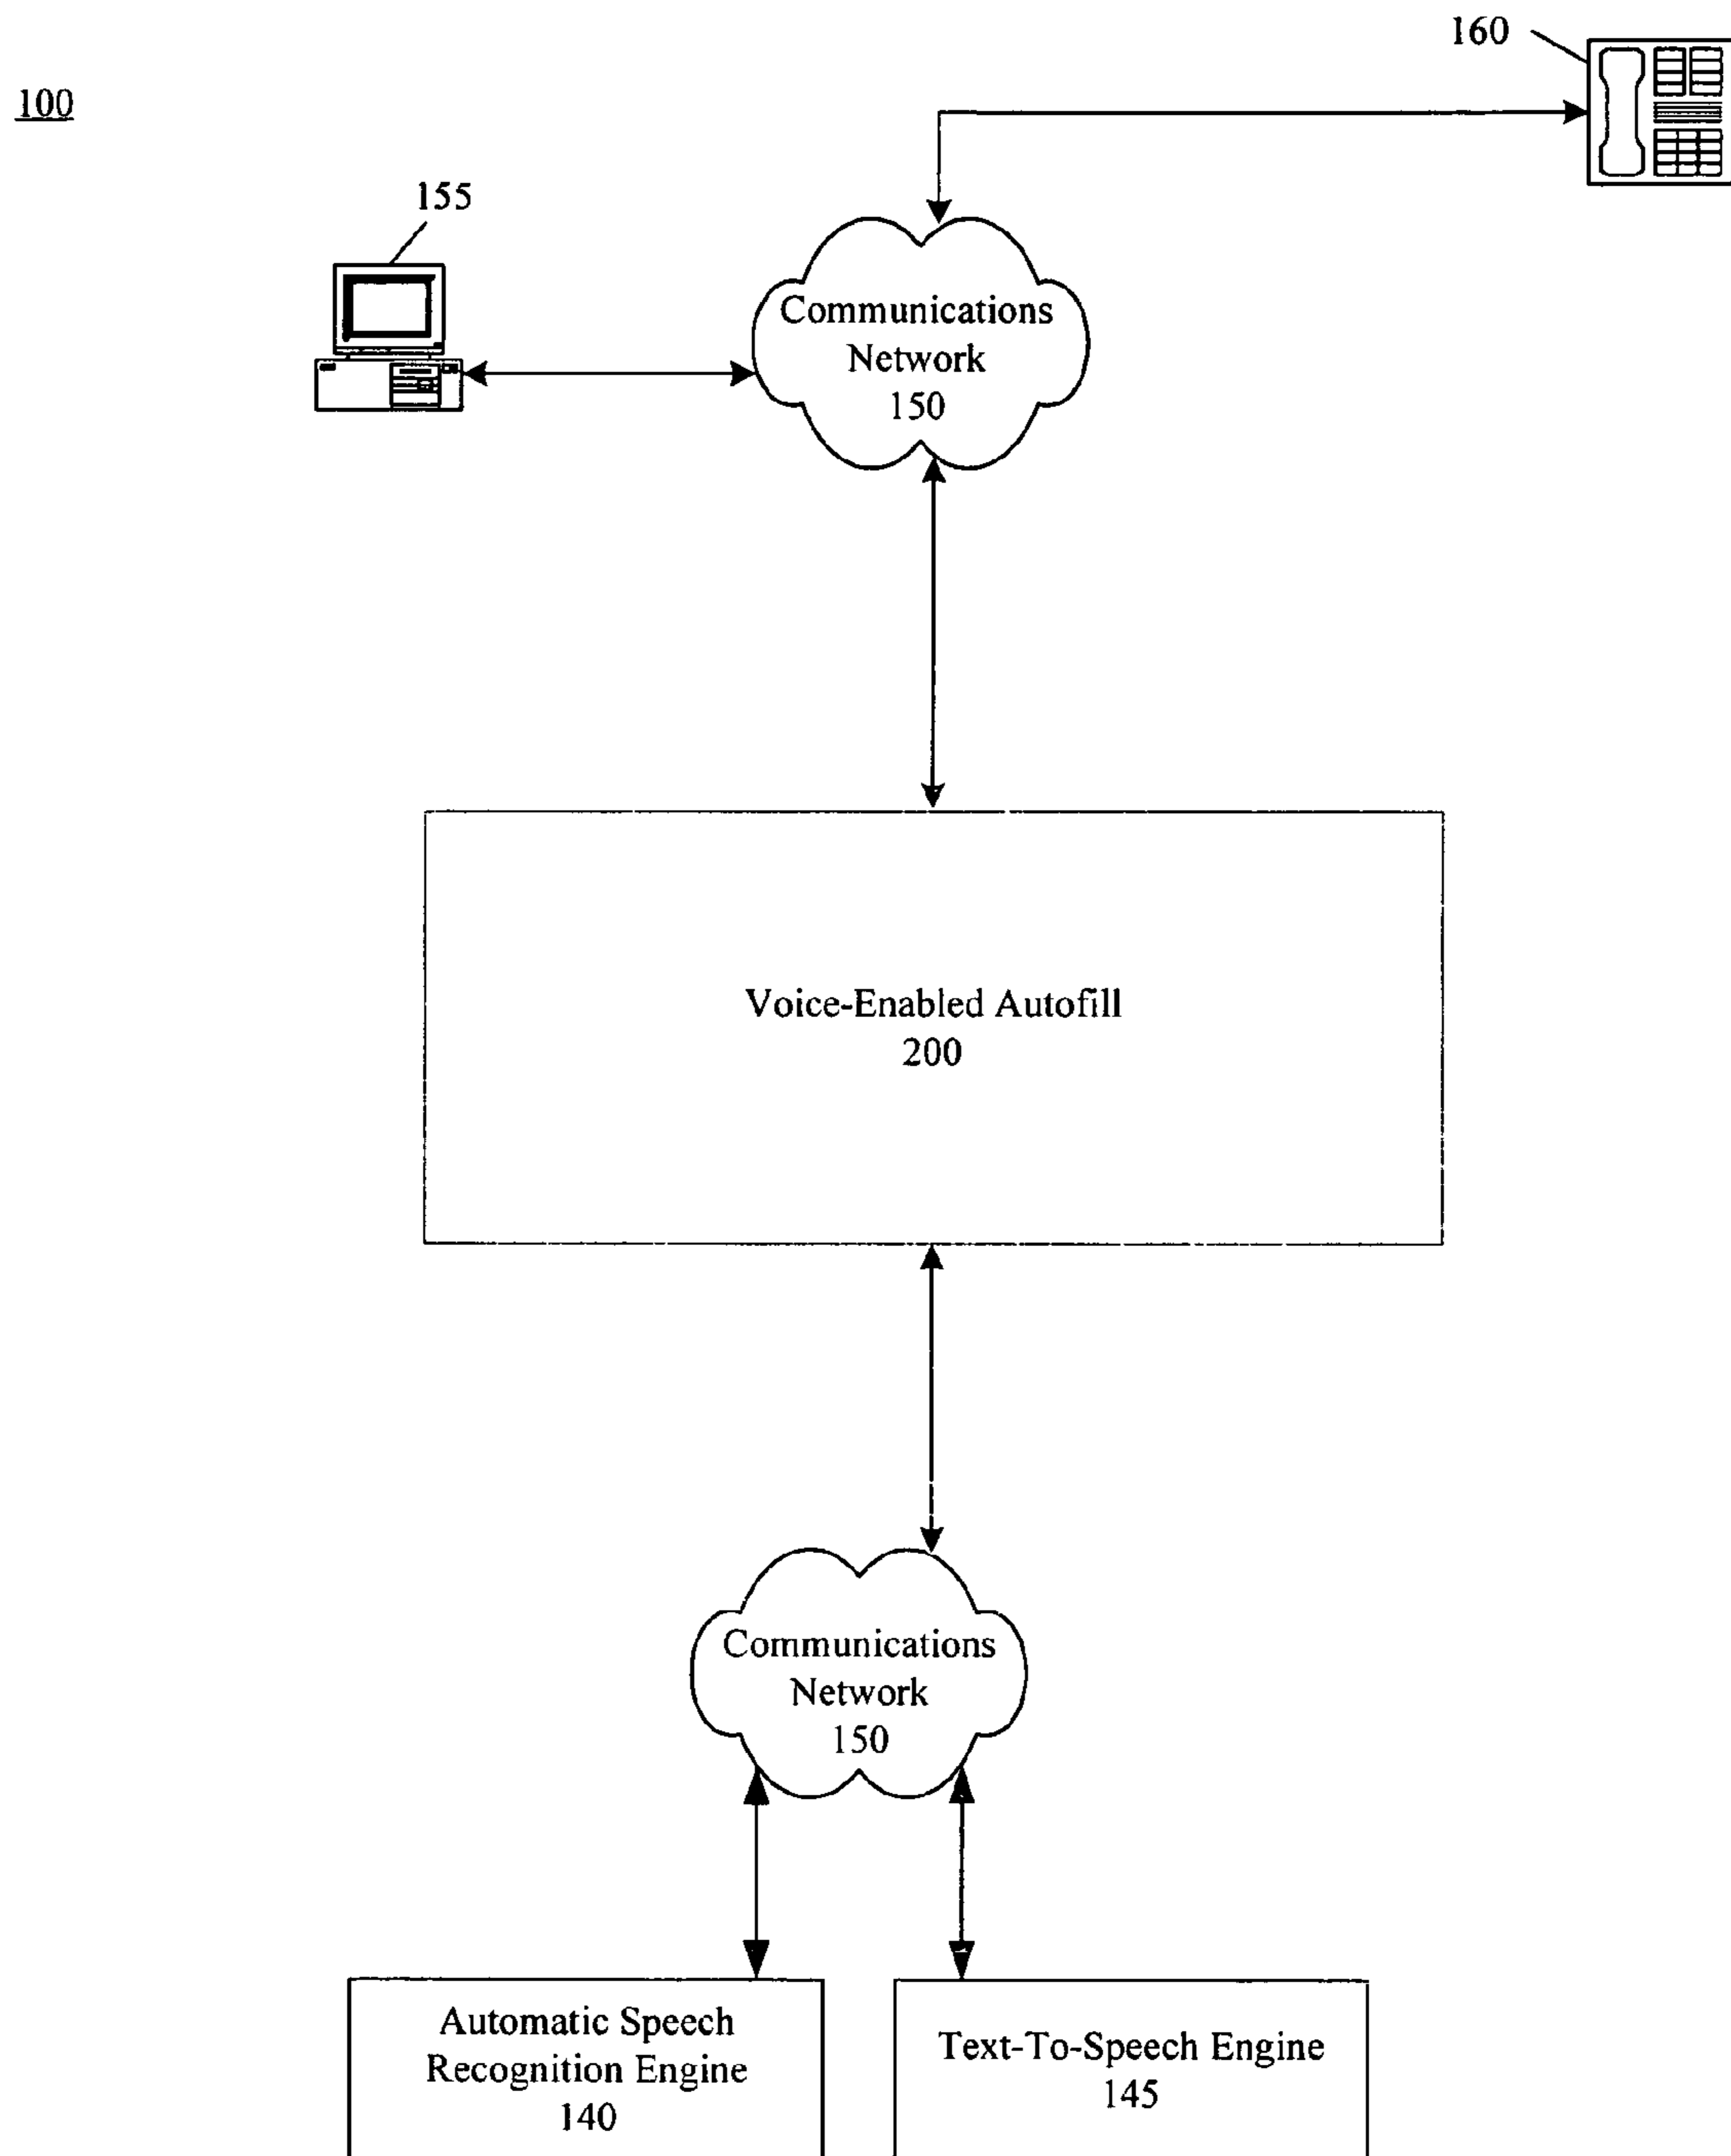 160
100
155
Communications
Network
150
Voice-Enabled Autofill
200
Communications
Network
150
Automatic Speech
Recognition Engine
140
Text-To-Speech Engine
145